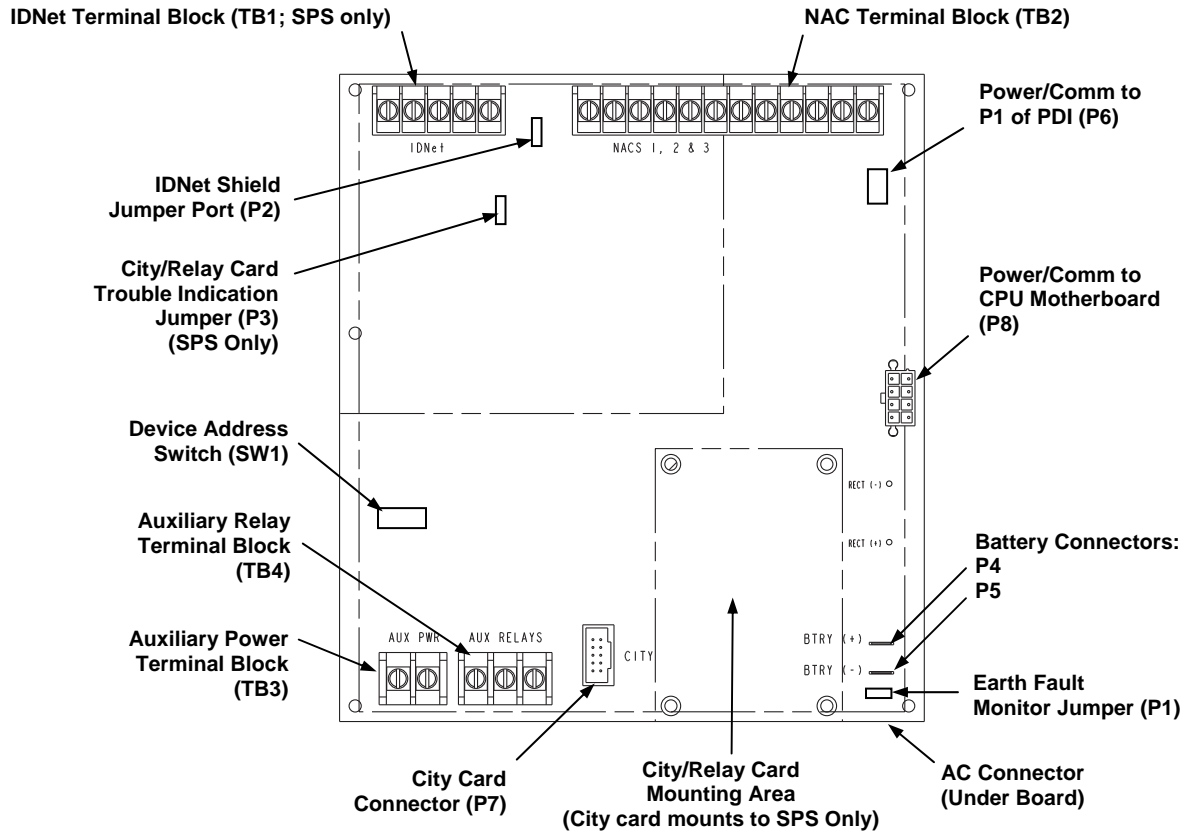 IDNet Terminal Block (TB1; SPS only)
NAC Terminal Block (TB2)
Power/Comm to
P1 of PDI (P6)
IDNet
NACS 1, 2 & 3
IDNet Shield
Jumper Port (P2)
City/Relay Card
Trouble Indication
Jumper (P3)
(SPS Only)
Power/Comm to
CPU Motherboard
(P8)
Device Address
Switch (SW1)
RECT (-)
Auxiliary Relay
Terminal Block
(TB4)
RECT (+)
Battery Connectors:
P4
P5
Auxiliary Power
Terminal Block
(TB3)
AUX PWR
AUX RELAYS
CITY
BTRY (+)
BTRY (-)
Earth Fault
Monitor Jumper (P1)
City Card
Connector (P7)
City/Relay Card
Mounting Area
(City card mounts to SPS Only)
AC Connector
(Under Board)